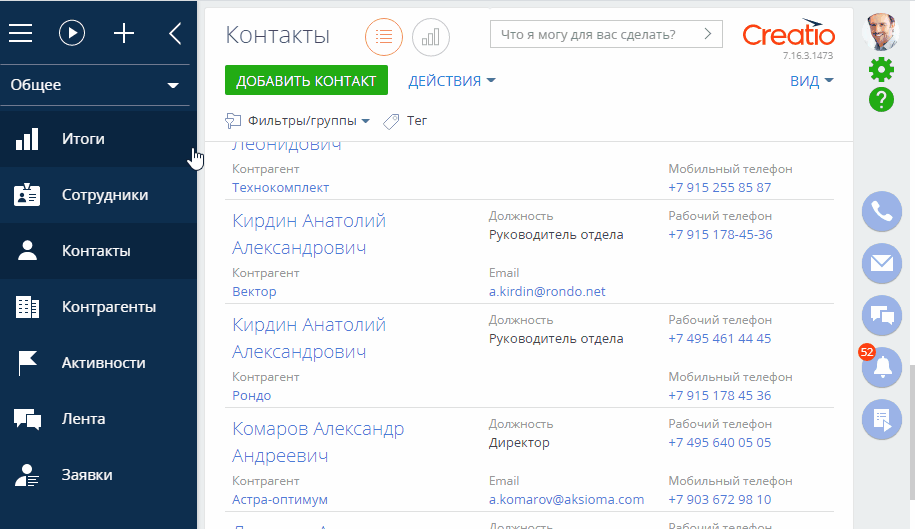 Общее
Итоги
Сотрудники
Контакты
Контрагенты
Активности
Лента
Заявки
Контакты
Что я могу для вас сделать?
Creatio
7.16.3.1473
ДОБАВИТЬ КОНТАКТ
ДЕЙСТВИЯ
ВИД
Фильтры/группы
Тег
Леонидович
Контрагент Мобильный телефон
Технокомплект +7 915 255 85 87
Кирдин Анатолий Должность Рабочий телефон
Александрович Руководитель отдела +7 915 178-45-36
Контрагент Email
Вектор a.kirdin@rondo.net
Кирдин Анатолий Должность Рабочий телефон
Александрович Руководитель отдела +7 495 461 44 45
Контрагент Мобильный телефон
Рондо +7 915 178 45 36
Комаров Александр Должность Рабочий телефон
Андреевич Директор +7 495 640 05 05
Контрагент Email Мобильный телефон
Астра-оптимум a.komarov@aksioma.com +7 903 672 98 10
Должность Рабочий телефон
?
52